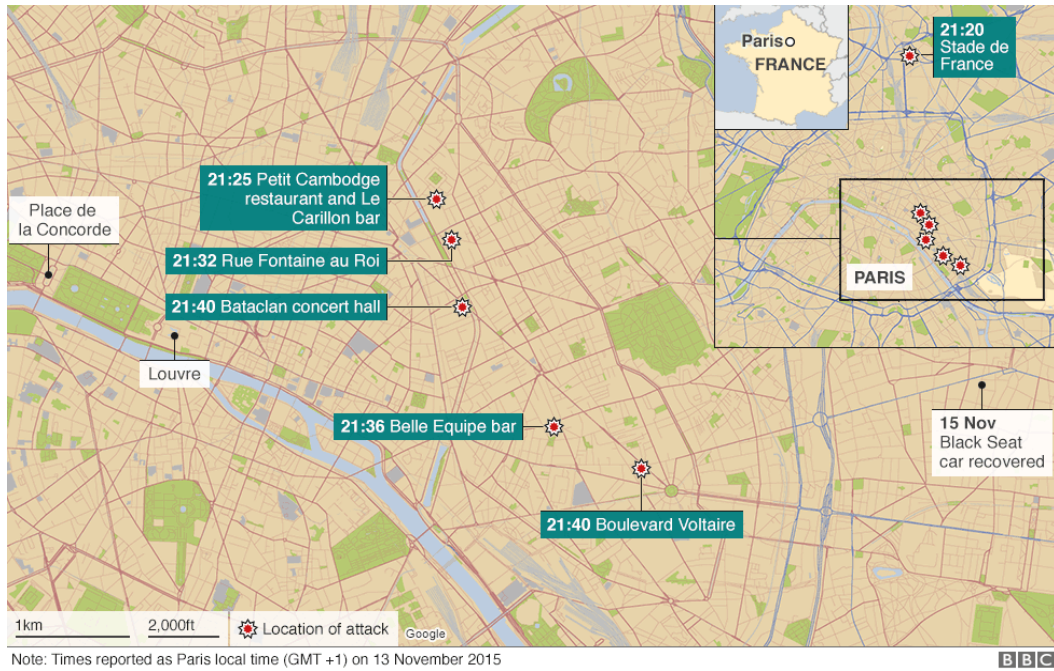 Paris
FRANCE
21:20
Stade de
France
21:25 Petit Cambodge
restaurant and Le
Carillon bar
Place de
la Concorde
21:32 Rue Fontaine au Roi
PARIS
21:40 Bataclan concert hall
Louvre
21:36 Belle Equipe bar
15 Nov
Black Seat
car recovered
21:40 Boulevard Voltaire
1km
2,000ft
Location of attack
Google
Note: Times reported as Paris local time (GMT +1) on 13 November 2015
BBC